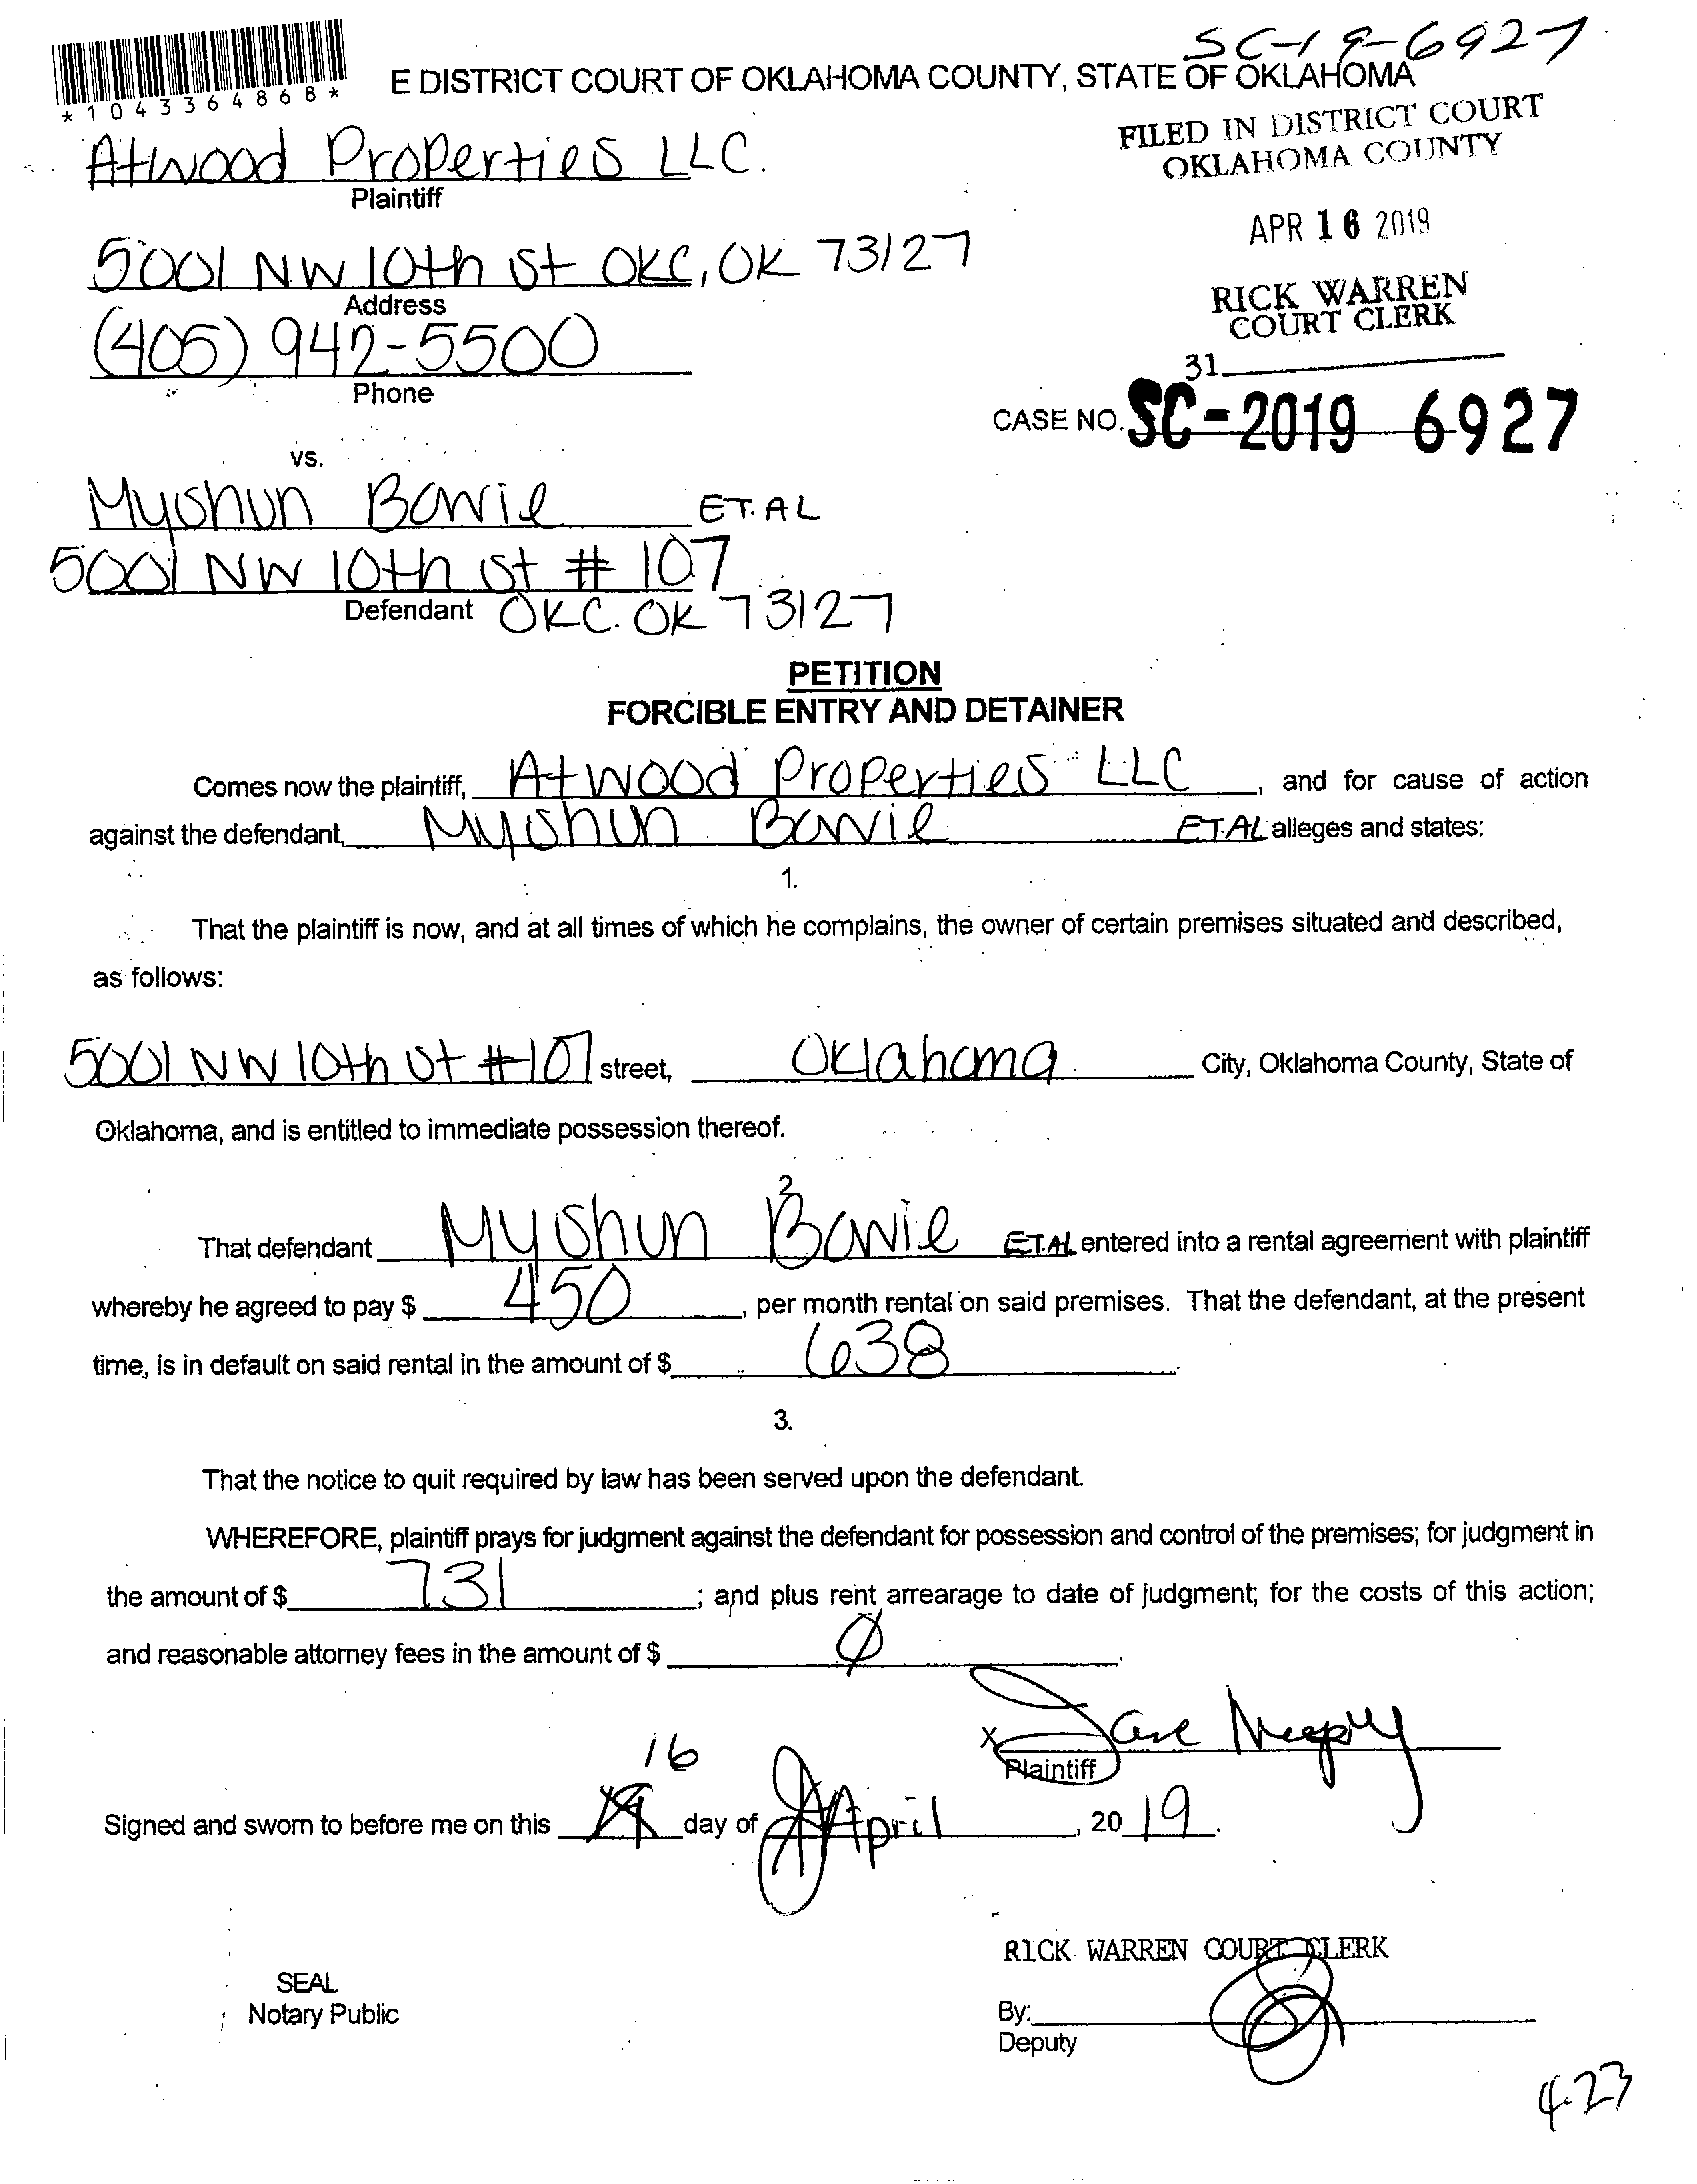 SC-19-6927
*1043364868*
E DISTRICT COURT OF OKLAHOMA COUNTY, STATE OF OKLAHOMA
FILED IN DISTRICT COURT
OKLAHOMA COUNTY
Atwood Properties LLC.
Plaintiff
APR 16 2019
5001 NW 10th St OKC, OK 73127
Address
RICK WARREN
COURT CLERK
(405) 942-5500
Phone
31
CASE NO. SC-2019 6927
vs.
Myshun Bowie ET.AL
5001 NW 10th St # 107
Defendant OKC. OK 73127
PETITION
FORCIBLE ENTRY AND DETAINER
Comes now the plaintiff, Atwood Properties LLC, and for cause of action
against the defendant, Myshun Bowie ET.AL alleges and states:
1.
That the plaintiff is now, and at all times of which he complains, the owner of certain premises situated and described,
as follows:
5001 NW 10th St #107 street, Oklahoma City, Oklahoma County, State of
Oklahoma, and is entitled to immediate possession thereof.
2
That defendant Myshun Bowie ET.AL entered into a rental agreement with plaintiff
whereby he agreed to pay $ 450, per month rental on said premises. That the defendant, at the present
time, is in default on said rental in the amount of $ 638.
3.
That the notice to quit required by law has been served upon the defendant.
WHEREFORE, plaintiff prays for judgment against the defendant for possession and control of the premises; for judgment in
the amount of $ 731; and plus rent arrearage to date of judgment; for the costs of this action;
and reasonable attorney fees in the amount of $ Ø.
X
Plaintiff
16
Signed and sworn to before me on this day of April, 2019.
RICK WARREN COURT CLERK
SEAL
Notary Public
By:
Deputy
4-23